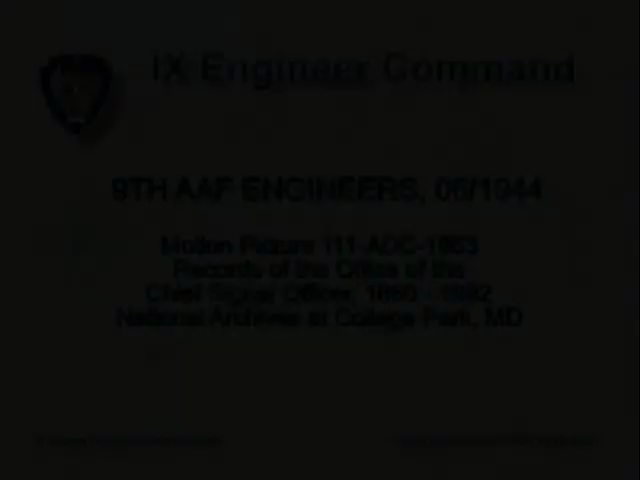 IX Engineer Command
9TH AAF ENGINEERS, 06/1944
Motion Picture 111-ADC-1863
Records of the Office of the
Chief Signal Officer, 1860 - 1982
National Archives at College Park, MD